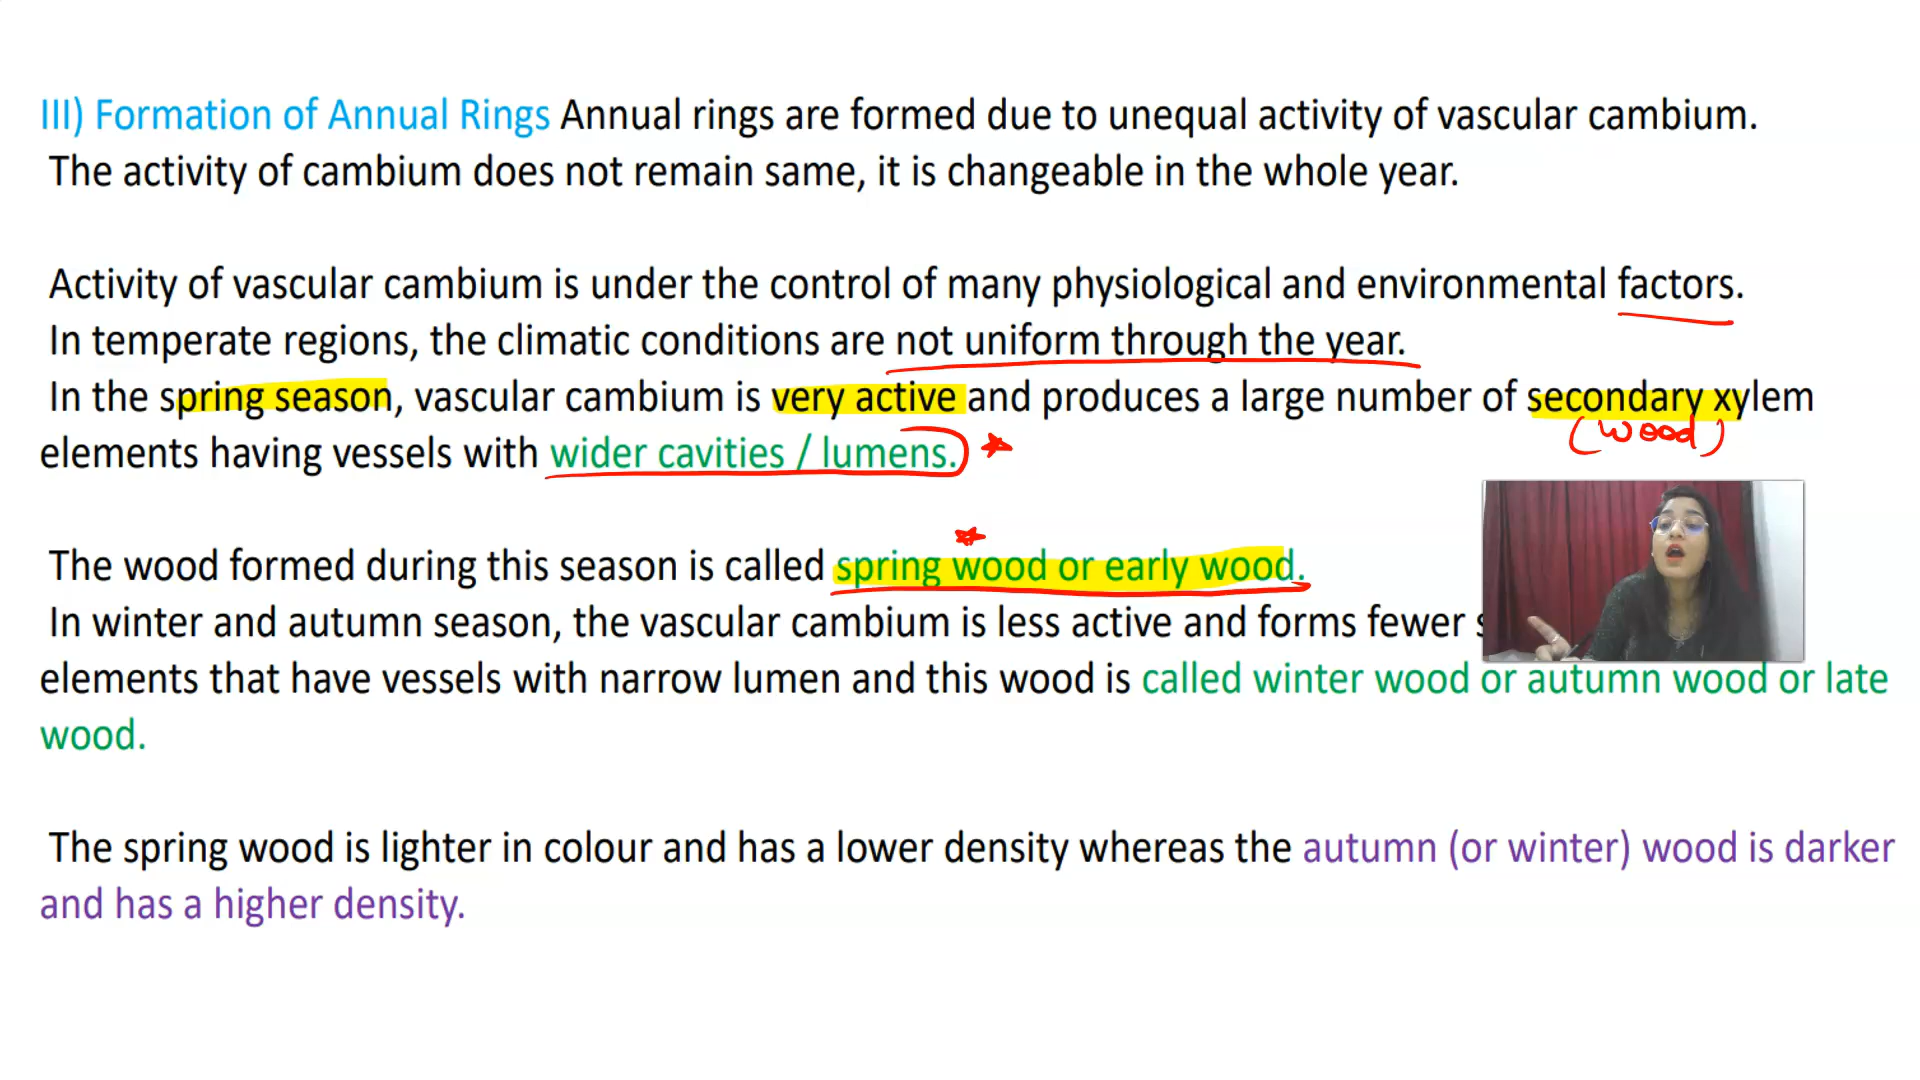 III) Formation of Annual Rings Annual rings are formed due to unequal activity of vascular cambium.
The activity of cambium does not remain same, it is changeable in the whole year.
Activity of vascular cambium is under the control of many physiological and environmental factors.
In temperate regions, the climatic conditions are not uniform through the year.
In the spring season, vascular cambium is very active and produces a large number of secondary xylem
(wood)
elements having vessels with wider cavities / lumens.
The wood formed during this season is called spring wood or early wood.
In winter and autumn season, the vascular cambium is less active and forms fewer
elements that have vessels with narrow lumen and this wood is called winter wood or autumn wood or late
wood.
The spring wood is lighter in colour and has a lower density whereas the autumn (or winter) wood is darker
and has a higher density.